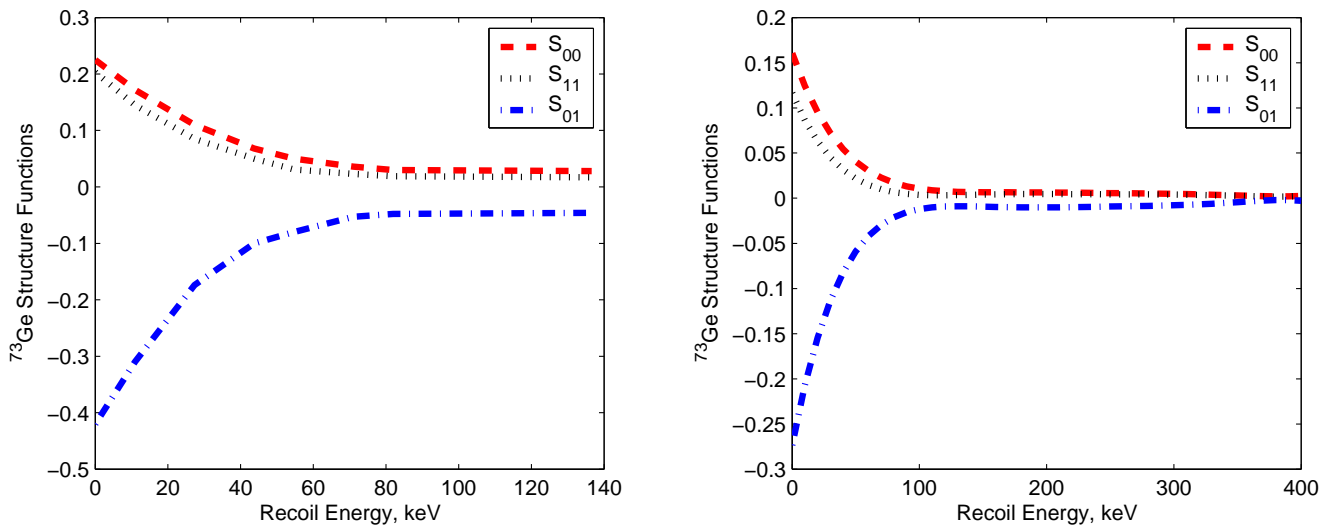 0.3
0.2
0.1
0
−0.1
−0.2
−0.3
−0.4
−0.5
⁷³Ge Structure Functions
0 20 40 60 80 100 120 140
Recoil Energy, keV
S₀₀
S₁₁
S₀₁
0.2
0.15
0.1
0.05
0
−0.05
−0.1
−0.15
−0.2
−0.25
−0.3
⁷³Ge Structure Functions
0 100 200 300 400
Recoil Energy, keV
S₀₀
S₁₁
S₀₁